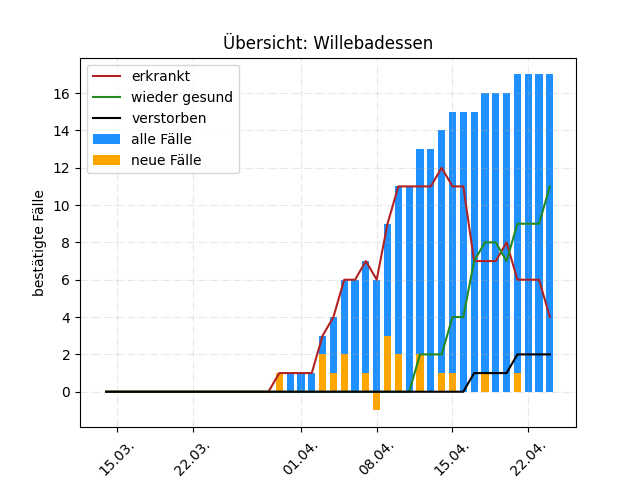 Übersicht: Willebadessen
erkrankt
wieder gesund
verstorben
alle Fälle
neue Fälle
bestätigte Fälle
16
14
12
10
8
6
4
2
0
15.03.
22.03.
01.04.
08.04.
15.04.
22.04.